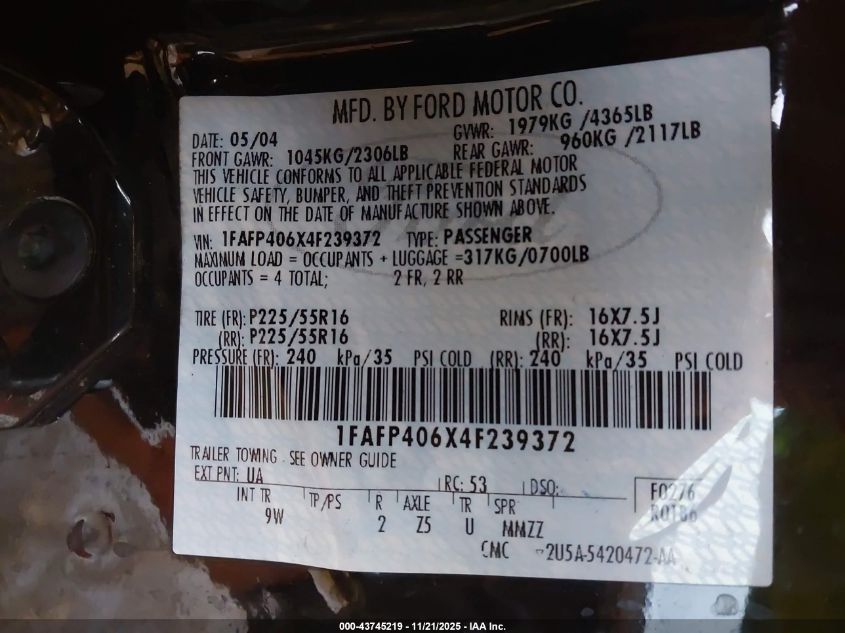 MFD. BY FORD MOTOR CO.
DATE: 05/04 GVWR: 1979KG /4365LB
FRONT GAWR: 1045KG/2306LB REAR GAWR: 960KG /2117LB
THIS VEHICLE CONFORMS TO ALL APPLICABLE FEDERAL MOTOR
VEHICLE SAFETY, BUMPER, AND THEFT PREVENTION STANDARDS
IN EFFECT ON THE DATE OF MANUFACTURE SHOWN ABOVE.
VIN: 1FAFP406X4F239372 TYPE: PASSENGER
MAXIMUM LOAD = OCCUPANTS + LUGGAGE =317KG/0700LB
OCCUPANTS = 4 TOTAL; 2 FR, 2 RR
TIRE (FR): P225/55R16 RIMS (FR): 16X7.5J
(RR): P225/55R16 (RR): 16X7.5J
PRESSURE (FR): 240 kPa/35 PSI COLD (RR): 240 kPa/35 PSI COLD
1FAFP406X4F239372
TRAILER TOWING - SEE OWNER GUIDE
EXT PNT: UA RC: 53 DSO: F0276
INT TR TP/PS R AXLE TR SPR R0186
9W 2 Z5 U MMZZ
CMC -2U5A-5420472-AA
000-43745219 - 11/21/2025 - IAA Inc.